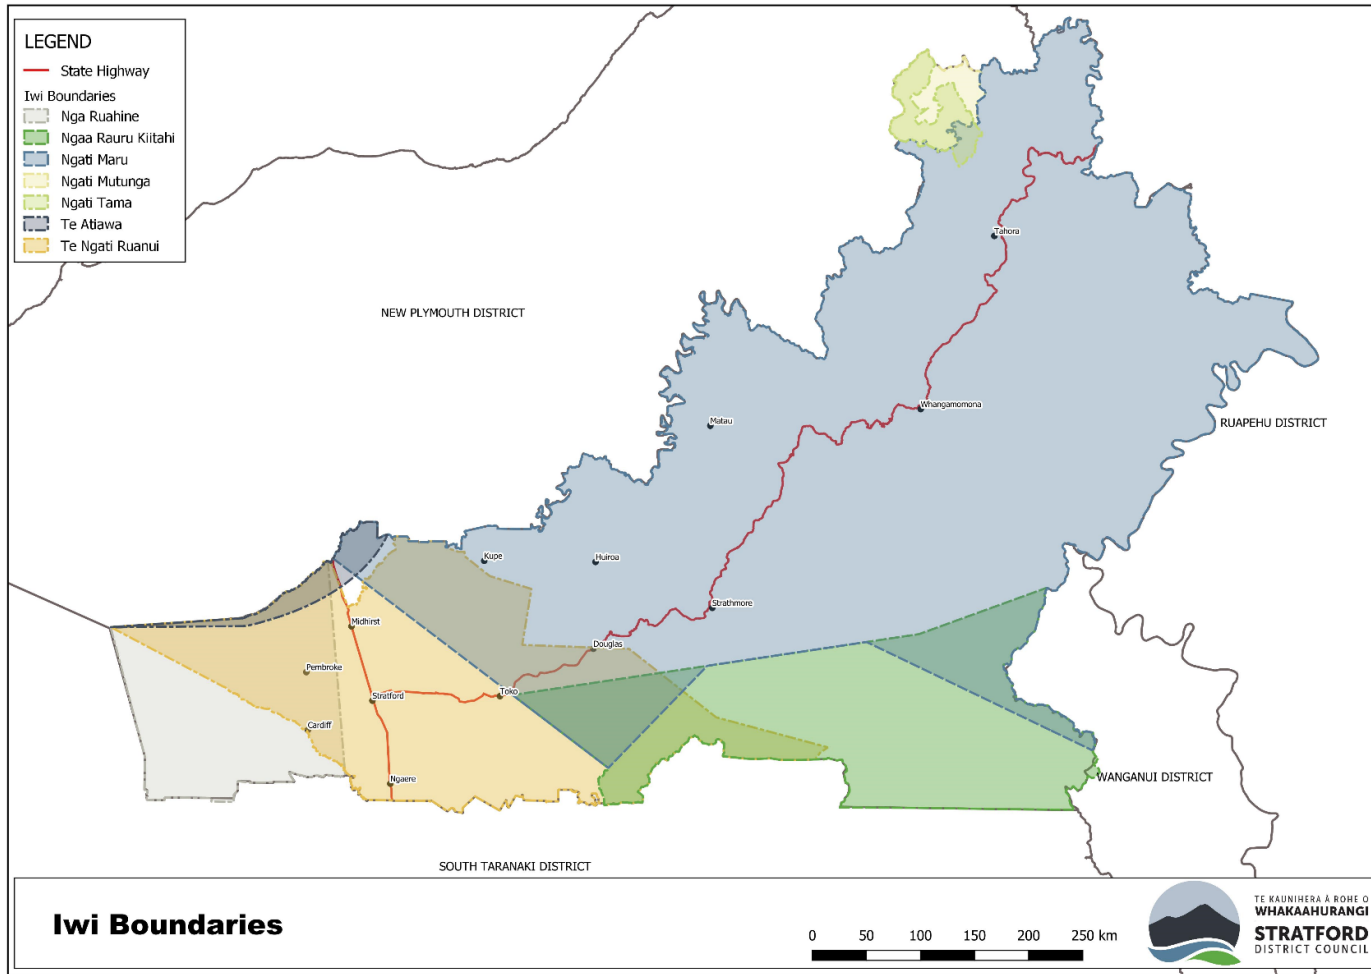 LEGEND
State Highway
Iwi Boundaries
Nga Ruahine
Ngaa Rauru Kiitahi
Ngati Maru
Ngati Mutunga
Ngati Tama
Te Atiawa
Te Ngati Ruanui
Tahora
NEW PLYMOUTH DISTRICT
Whangamomona
Matau
RUAPEHU DISTRICT
Kupe
Huiroa
Strathmore
Midhirst
Douglas
Pembroke
Toko
Stratford
Cardiff
Ngaere
WANGANUI DISTRICT
SOUTH TARANAKI DISTRICT
Iwi Boundaries
0 50 100 150 200 250 km
TE KAUNIHERA Ā ROHE O
WHAKAAHURANGI
STRATFORD
DISTRICT COUNCIL